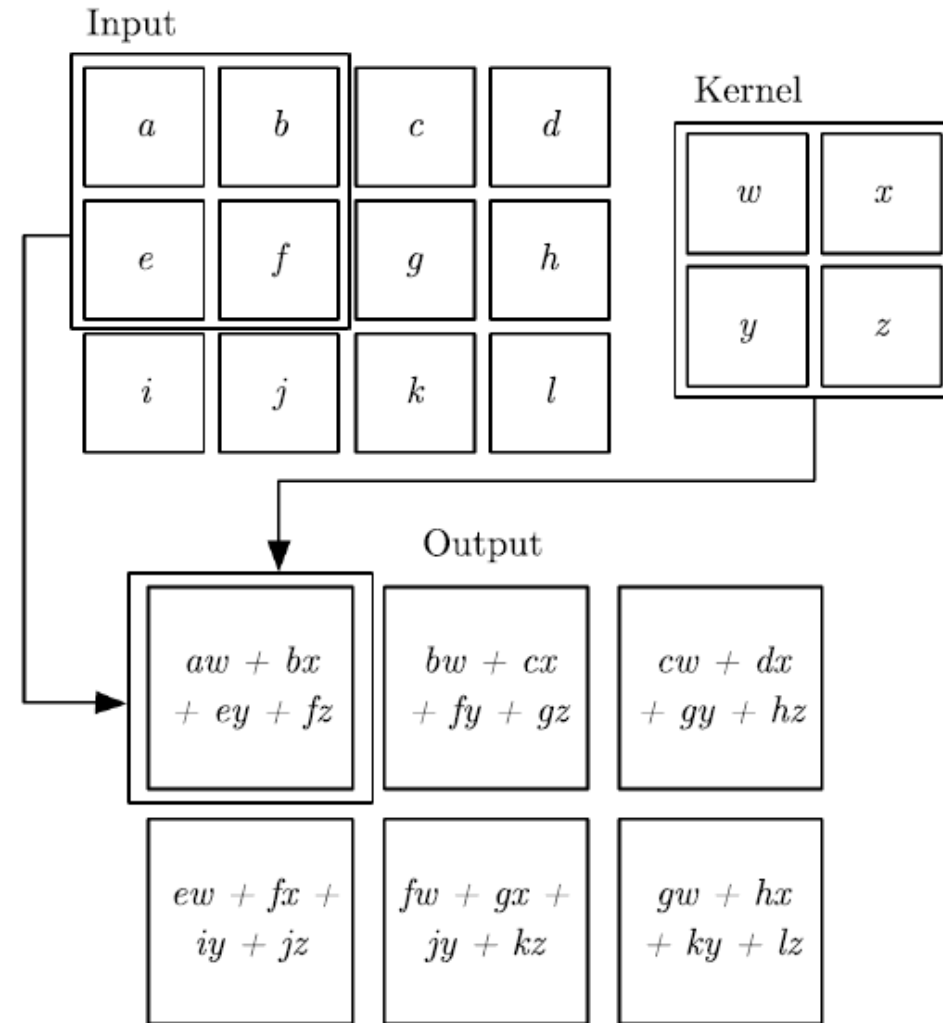 Input
Kernel
a b c d
e f g h
i j k l
w x
y z
Output
aw + bx
+ ey + fz
bw + cx
+ fy + gz
cw + dx
+ gy + hz
ew + fx +
iy + jz
fw + gx +
jy + kz
gw + hx
+ ky + lz